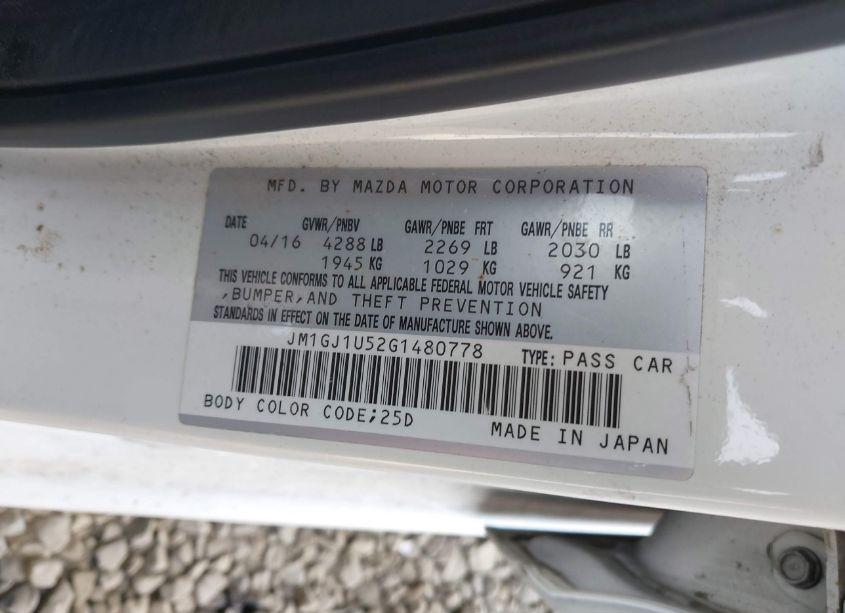 MFD. BY MAZDA MOTOR CORPORATION
DATE GVWR/PNBV GAWR/PNBE FRT GAWR/PNBE RR
04/16 4288 LB 2269 LB 2030 LB
1945 KG 1029 KG 921 KG
THIS VEHICLE CONFORMS TO ALL APPLICABLE FEDERAL MOTOR VEHICLE SAFETY
,BUMPER,AND THEFT PREVENTION
STANDARDS IN EFFECT ON THE DATE OF MANUFACTURE SHOWN ABOVE.
JM1GJ1U52G1480778 TYPE: PASS CAR
BODY COLOR CODE;25D
MADE IN JAPAN